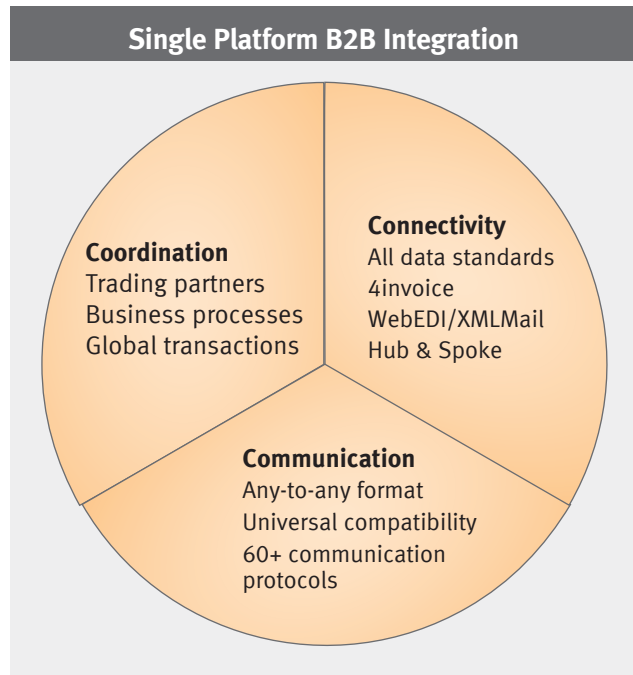 Single Platform B2B Integration
Coordination
Trading partners
Business processes
Global transactions
Connectivity
All data standards
4invoice
WebEDI/XMLMail
Hub & Spoke
Communication
Any-to-any format
Universal compatibility
60+ communication
protocols